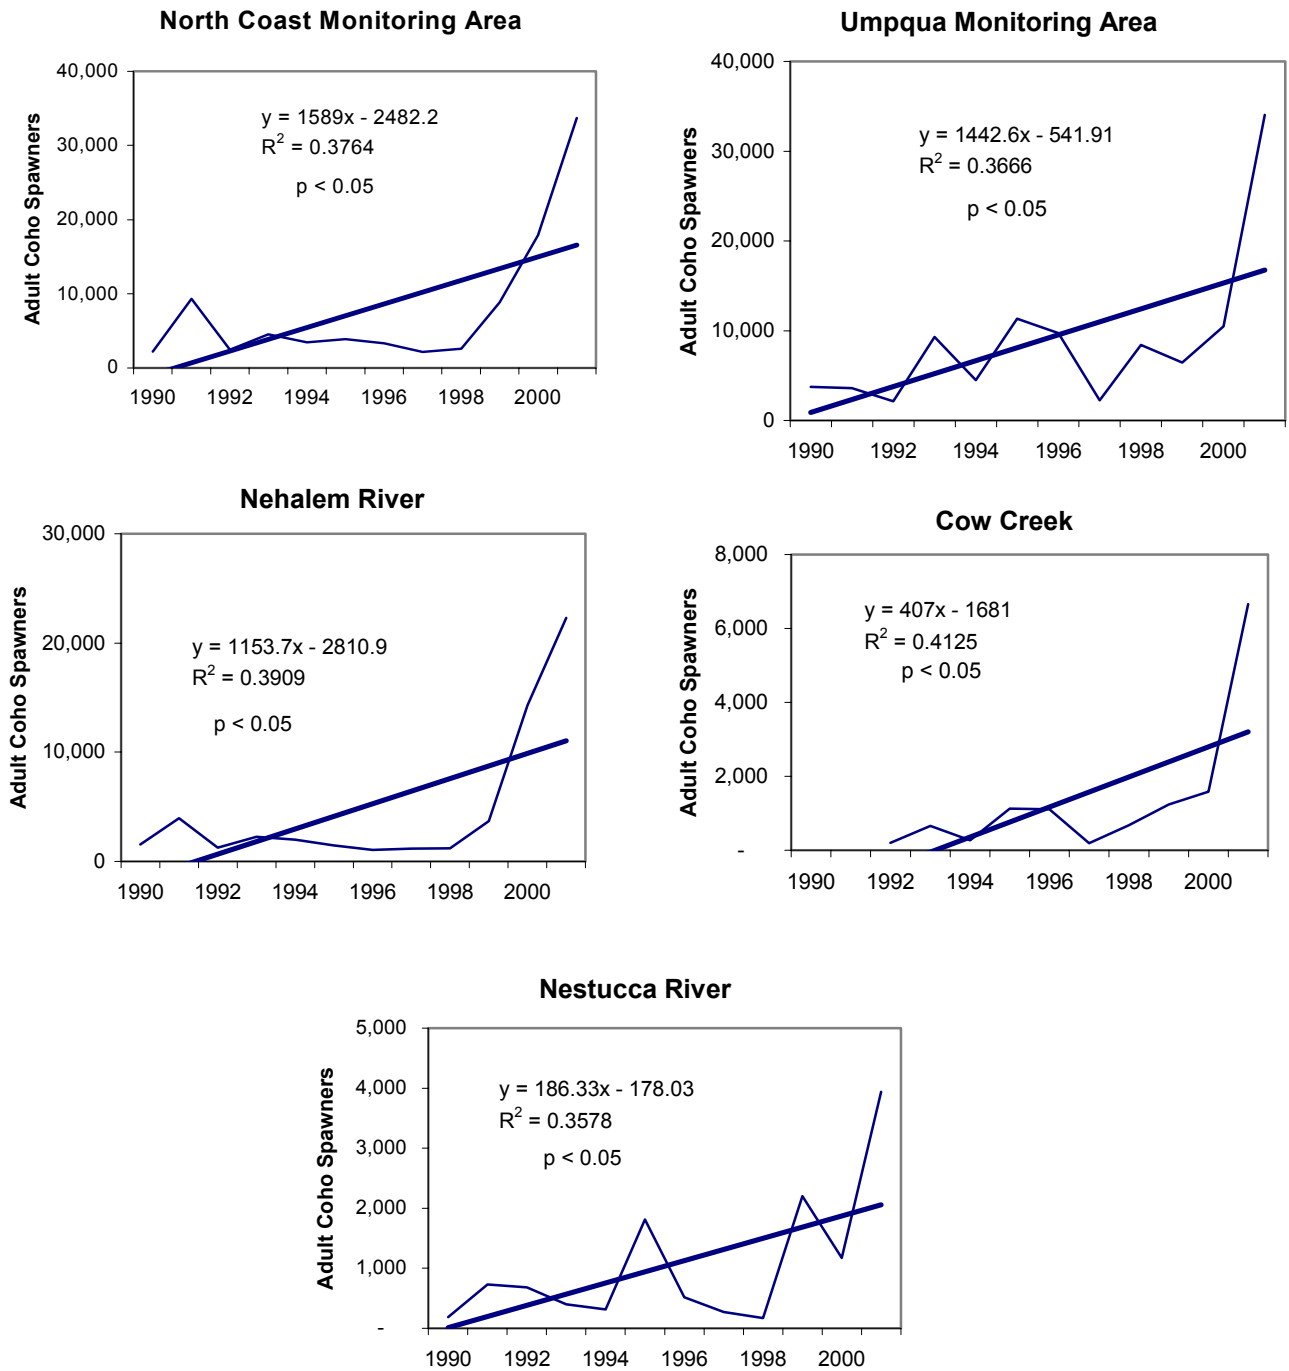 North Coast Monitoring Area
Adult Coho Spawners
40,000
30,000
20,000
10,000
0
y = 1589x - 2482.2
R² = 0.3764
p < 0.05
1990 1992 1994 1996 1998 2000
Umpqua Monitoring Area
Adult Coho Spawners
40,000
30,000
20,000
10,000
0
y = 1442.6x - 541.91
R² = 0.3666
p < 0.05
1990 1992 1994 1996 1998 2000
Nehalem River
Adult Coho Spawners
30,000
20,000
10,000
0
y = 1153.7x - 2810.9
R² = 0.3909
p < 0.05
1990 1992 1994 1996 1998 2000
Cow Creek
Adult Coho Spawners
8,000
6,000
4,000
2,000
-
y = 407x - 1681
R² = 0.4125
p < 0.05
1990 1992 1994 1996 1998 2000
Nestucca River
Adult Coho Spawners
5,000
4,000
3,000
2,000
1,000
-
y = 186.33x - 178.03
R² = 0.3578
p < 0.05
1990 1992 1994 1996 1998 2000